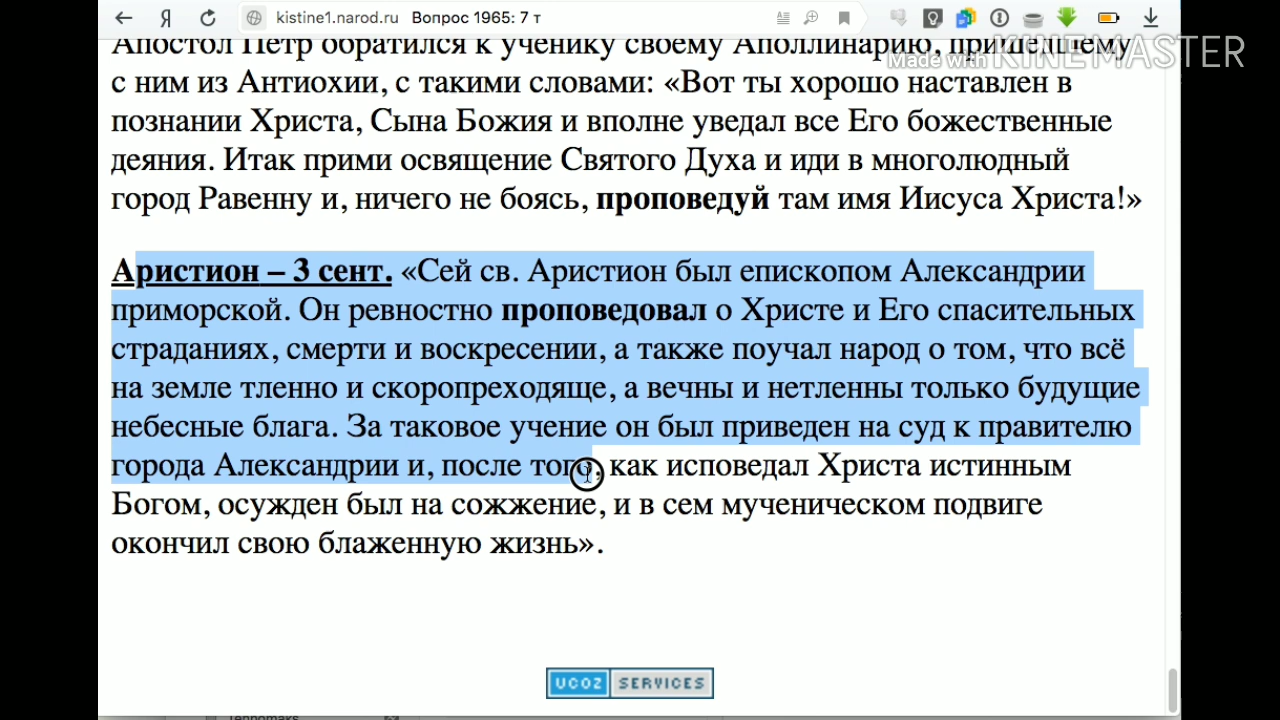 kistine1.narod.ru Вопрос 1965: 7 т
Апостол Петр обратился к ученику своему Аполлинарию, пришедшему
Made with KINEMASTER
с ним из Антиохии, с такими словами: «Вот ты хорошо наставлен в
познании Христа, Сына Божия и вполне уведал все Его божественные
деяния. Итак прими освящение Святого Духа и иди в многолюдный
город Равенну и, ничего не боясь, проповедуй там имя Иисуса Христа!»
Аристион – 3 сент. «Сей св. Аристион был епископом Александрии
приморской. Он ревностно проповедовал о Христе и Его спасительных
страданиях, смерти и воскресении, а также поучал народ о том, что всё
на земле тленно и скоропреходяще, а вечны и нетленны только будущие
небесные блага. За таковое учение он был приведен на суд к правителю
города Александрии и, после того, как исповедал Христа истинным
Богом, осужден был на сожжение, и в сем мученическом подвиге
окончил свою блаженную жизнь».
UCOZ SERVICES